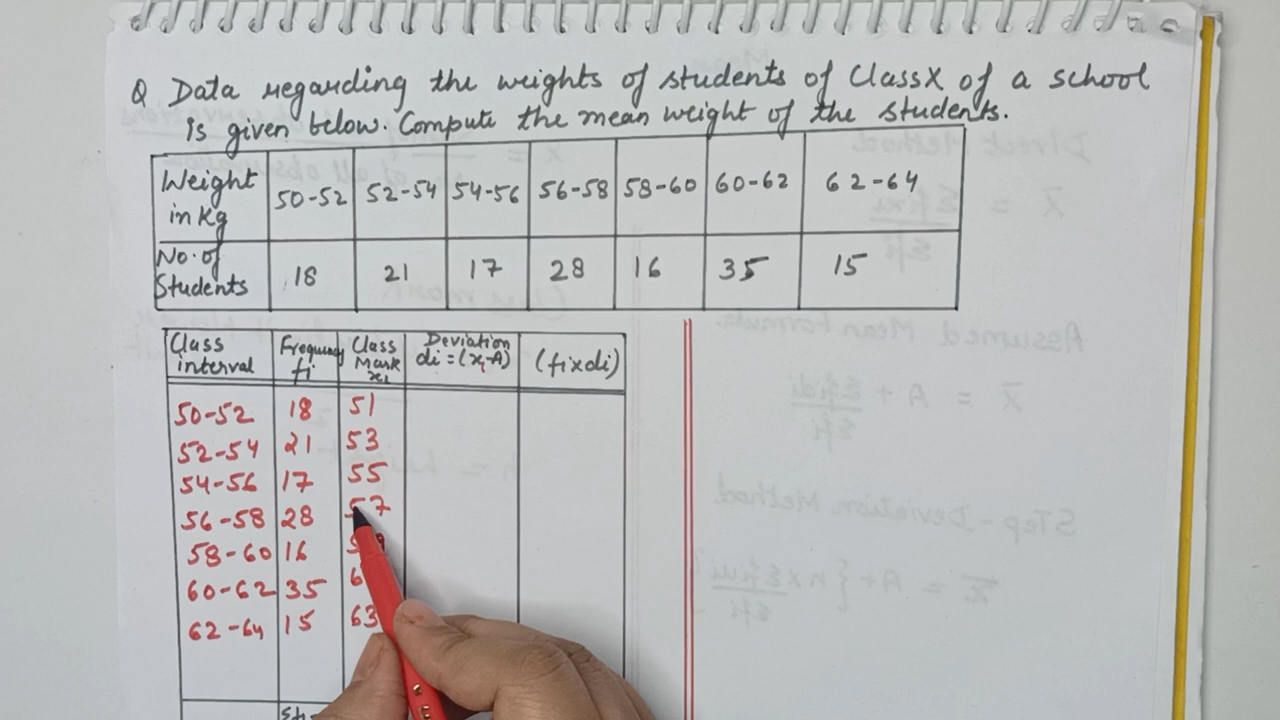 Q Data regarding the weights of students of Class X of a school
is given below. Compute the mean weight of the students.
Weight in Kg 50-52 52-54 54-56 56-58 58-60 60-62 62-64
No. of Students 18 21 17 28 16 35 15
Class interval Frequency fi Class Mark xi Deviation di = (xi-A) (fixdi)
50-52 18 51
52-54 21 53
54-56 17 55
56-58 28 57
58-60 16
60-62 35
62-64 15 63